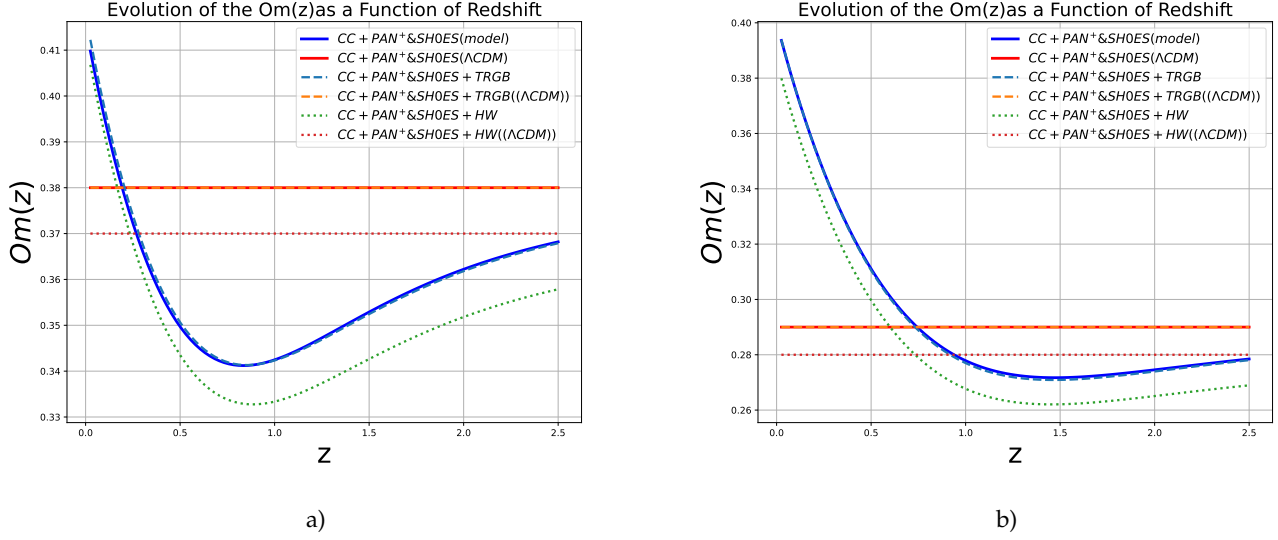 Evolution of the Om(z)as a Function of Redshift
CC + PAN⁺&SH0ES(model)
CC + PAN⁺&SH0ES(ΛCDM)
CC + PAN⁺&SH0ES + TRGB
CC + PAN⁺&SH0ES + TRGB((ΛCDM))
CC + PAN⁺&SH0ES + HW
CC + PAN⁺&SH0ES + HW((ΛCDM))
0.41
0.40
0.39
0.38
0.37
0.36
0.35
0.34
0.33
Om(z)
0.0 0.5 1.0 1.5 2.0 2.5
z
a)
Evolution of the Om(z)as a Function of Redshift
CC + PAN⁺&SH0ES(model)
CC + PAN⁺&SH0ES(ΛCDM)
CC + PAN⁺&SH0ES + TRGB
CC + PAN⁺&SH0ES + TRGB((ΛCDM))
CC + PAN⁺&SH0ES + HW
CC + PAN⁺&SH0ES + HW((ΛCDM))
0.40
0.38
0.36
0.34
0.32
0.30
0.28
0.26
Om(z)
0.0 0.5 1.0 1.5 2.0 2.5
z
b)